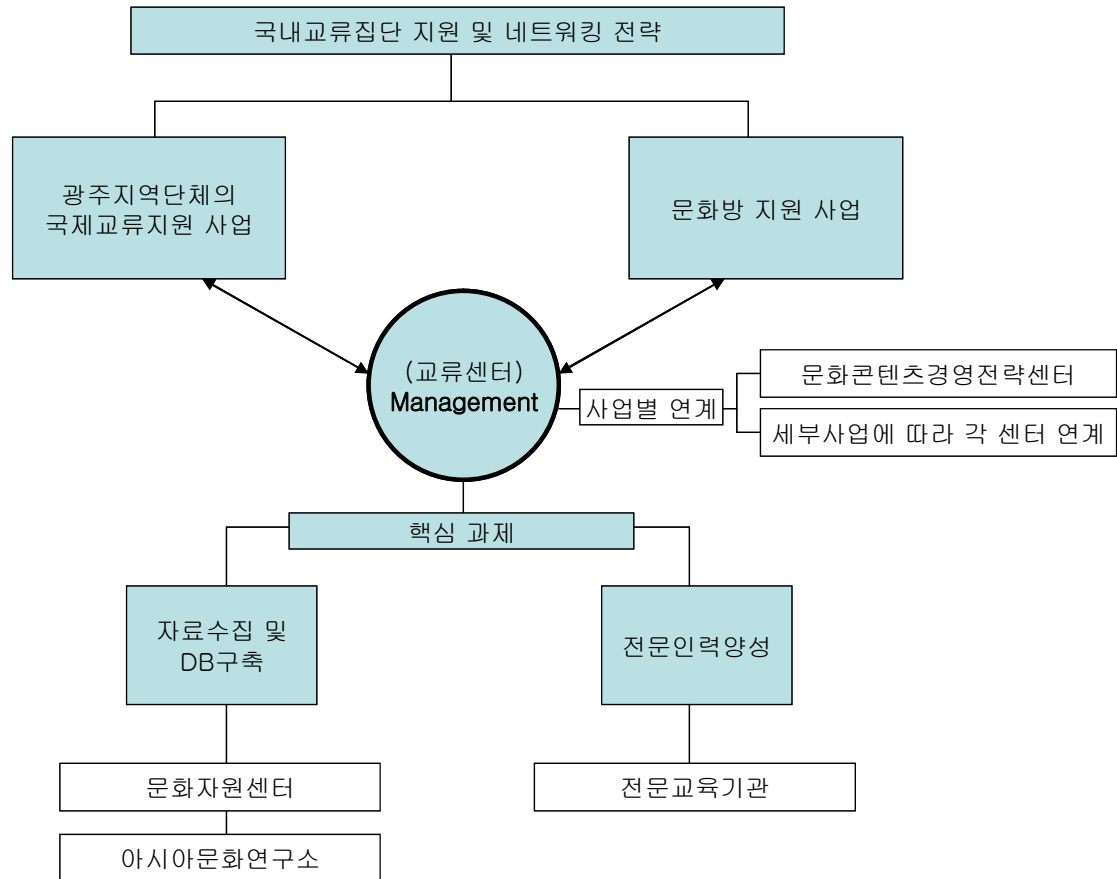 국내교류집단 지원 및 네트워킹 전략
광주지역단체의
국제교류지원 사업
문화방 지원 사업
(교류센터)
Management
사업별 연계
문화콘텐츠경영전략센터
세부사업에 따라 각 센터 연계
핵심 과제
자료수집 및
DB구축
전문인력양성
문화자원센터
전문교육기관
아시아문화연구소